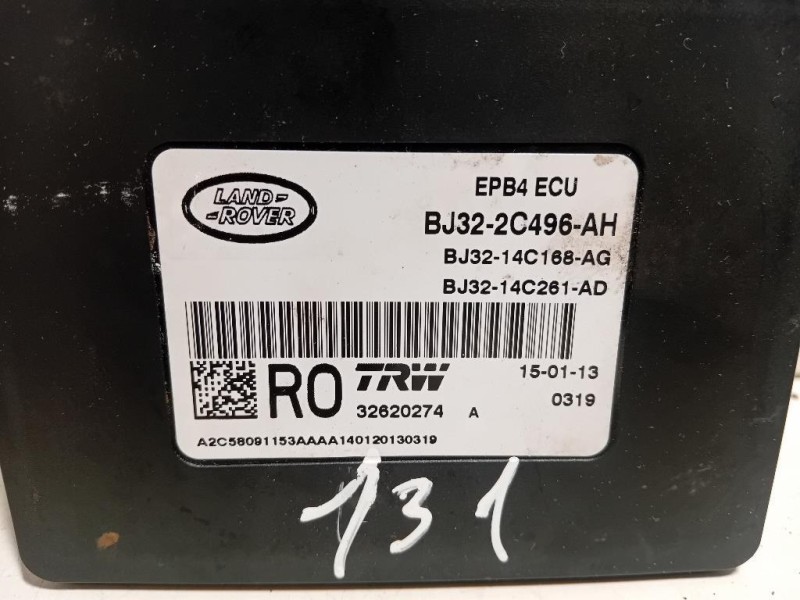 LAND-
-ROVER
EPB4 ECU
BJ32-2C496-AH
BJ32-14C168-AG
BJ32-14C261-AD
RO TRW 15-01-13
32620274 A 0319
A2C58091153AAAA140120130319
131